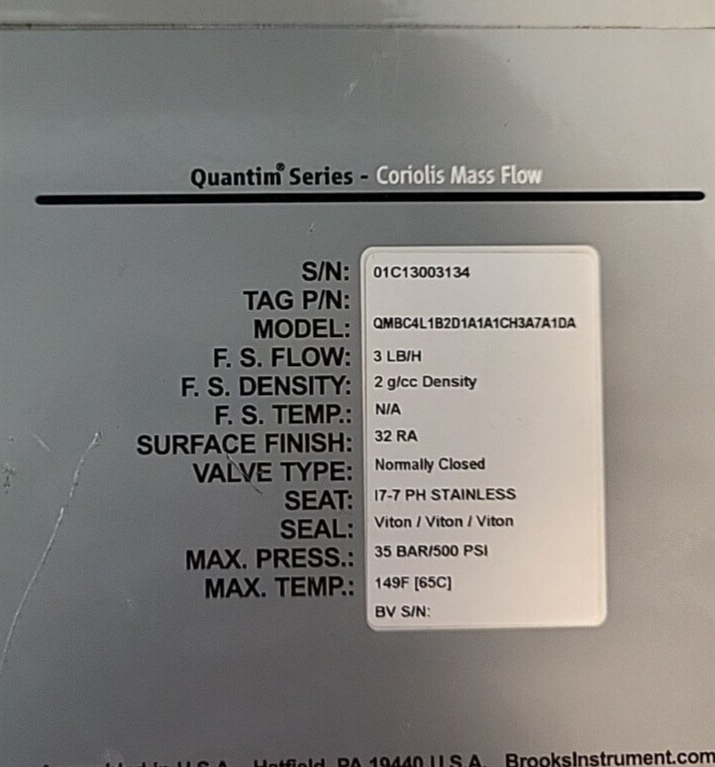 Quantim® Series - Coriolis Mass Flow
S/N: 01C13003134
TAG P/N:
MODEL: QMBC4L1B2D1A1A1CH3A7A1DA
F. S. FLOW: 3 LB/H
F. S. DENSITY: 2 g/cc Density
F. S. TEMP.: N/A
SURFACE FINISH: 32 RA
VALVE TYPE: Normally Closed
SEAT: 17-7 PH STAINLESS
SEAL: Viton / Viton / Viton
MAX. PRESS.: 35 BAR/500 PSI
MAX. TEMP.: 149F [65C]
BV S/N:
in U.S.A. Hatfield, PA 19440 U.S.A. BrooksInstrument.com